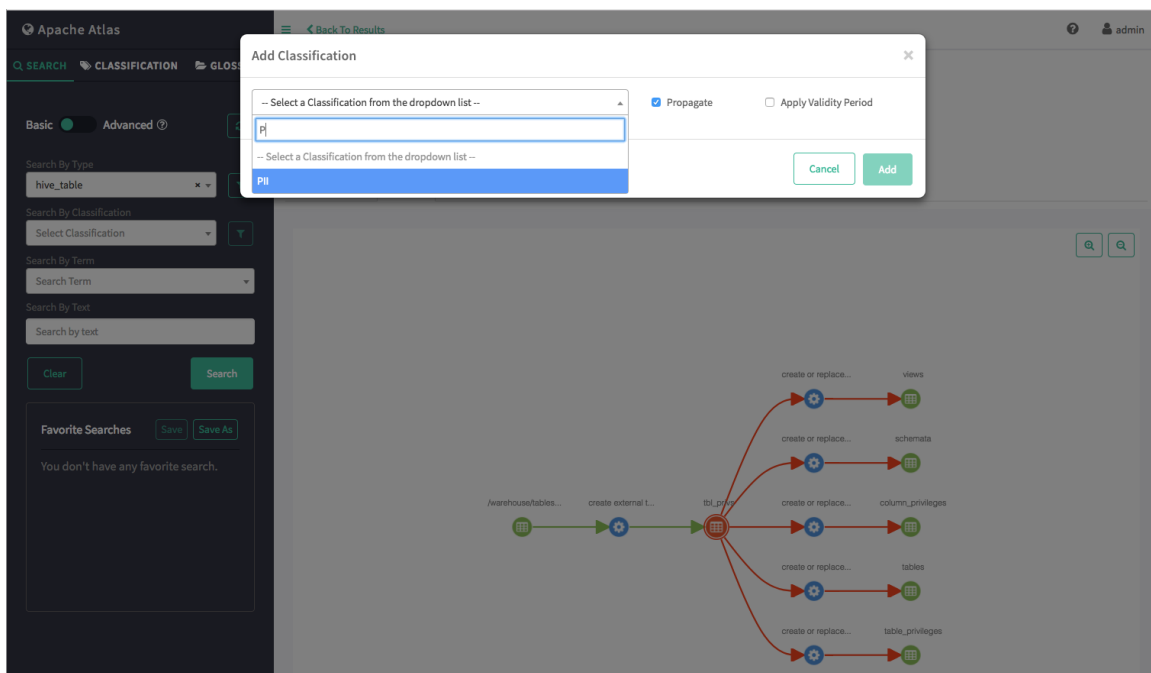 Apache Atlas
Back To Results
admin
SEARCH CLASSIFICATION GLOS
Add Classification
-- Select a Classification from the dropdown list --
Propagate
Apply Validity Period
P
-- Select a Classification from the dropdown list --
PII
Cancel
Add
Basic Advanced
Search By Type
hive_table
Search By Classification
Select Classification
Search By Term
Search Term
Search By Text
Search by text
Clear
Search
Favorite Searches
Save
Save As
You don't have any favorite search.
create or replace...
views
create or replace...
schemata
/warehouse/tables...
create external t...
tbl_privs
create or replace...
column_privileges
create or replace...
tables
create or replace...
table_privileges